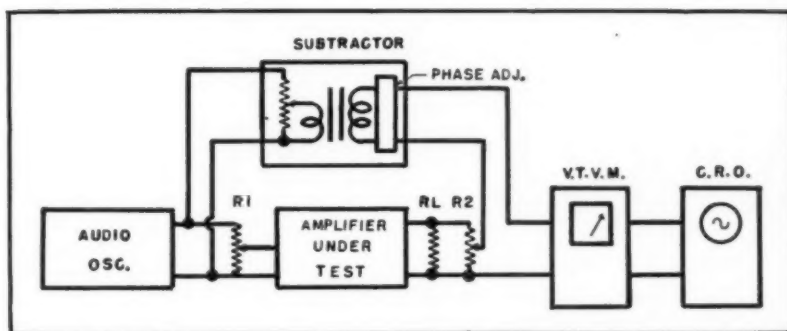 SUBTRACTOR
PHASE ADJ.
V.T.V.M.
C.R.O.
R1
RL R2
AUDIO
OSC.
AMPLIFIER
UNDER
TEST